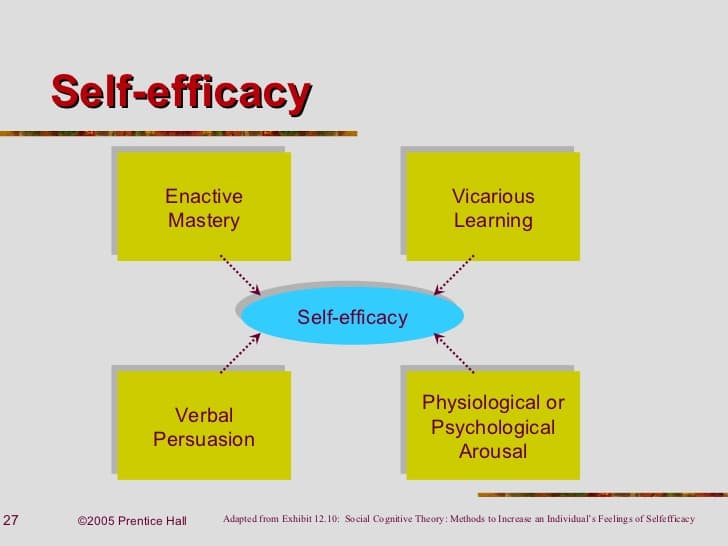 Self-efficacy
Enactive
Mastery
Vicarious
Learning
Self-efficacy
Verbal
Persuasion
Physiological or
Psychological
Arousal
27
©2005 Prentice Hall
Adapted from Exhibit 12.10: Social Cognitive Theory: Methods to Increase an Individual's Feelings of Selfefficacy